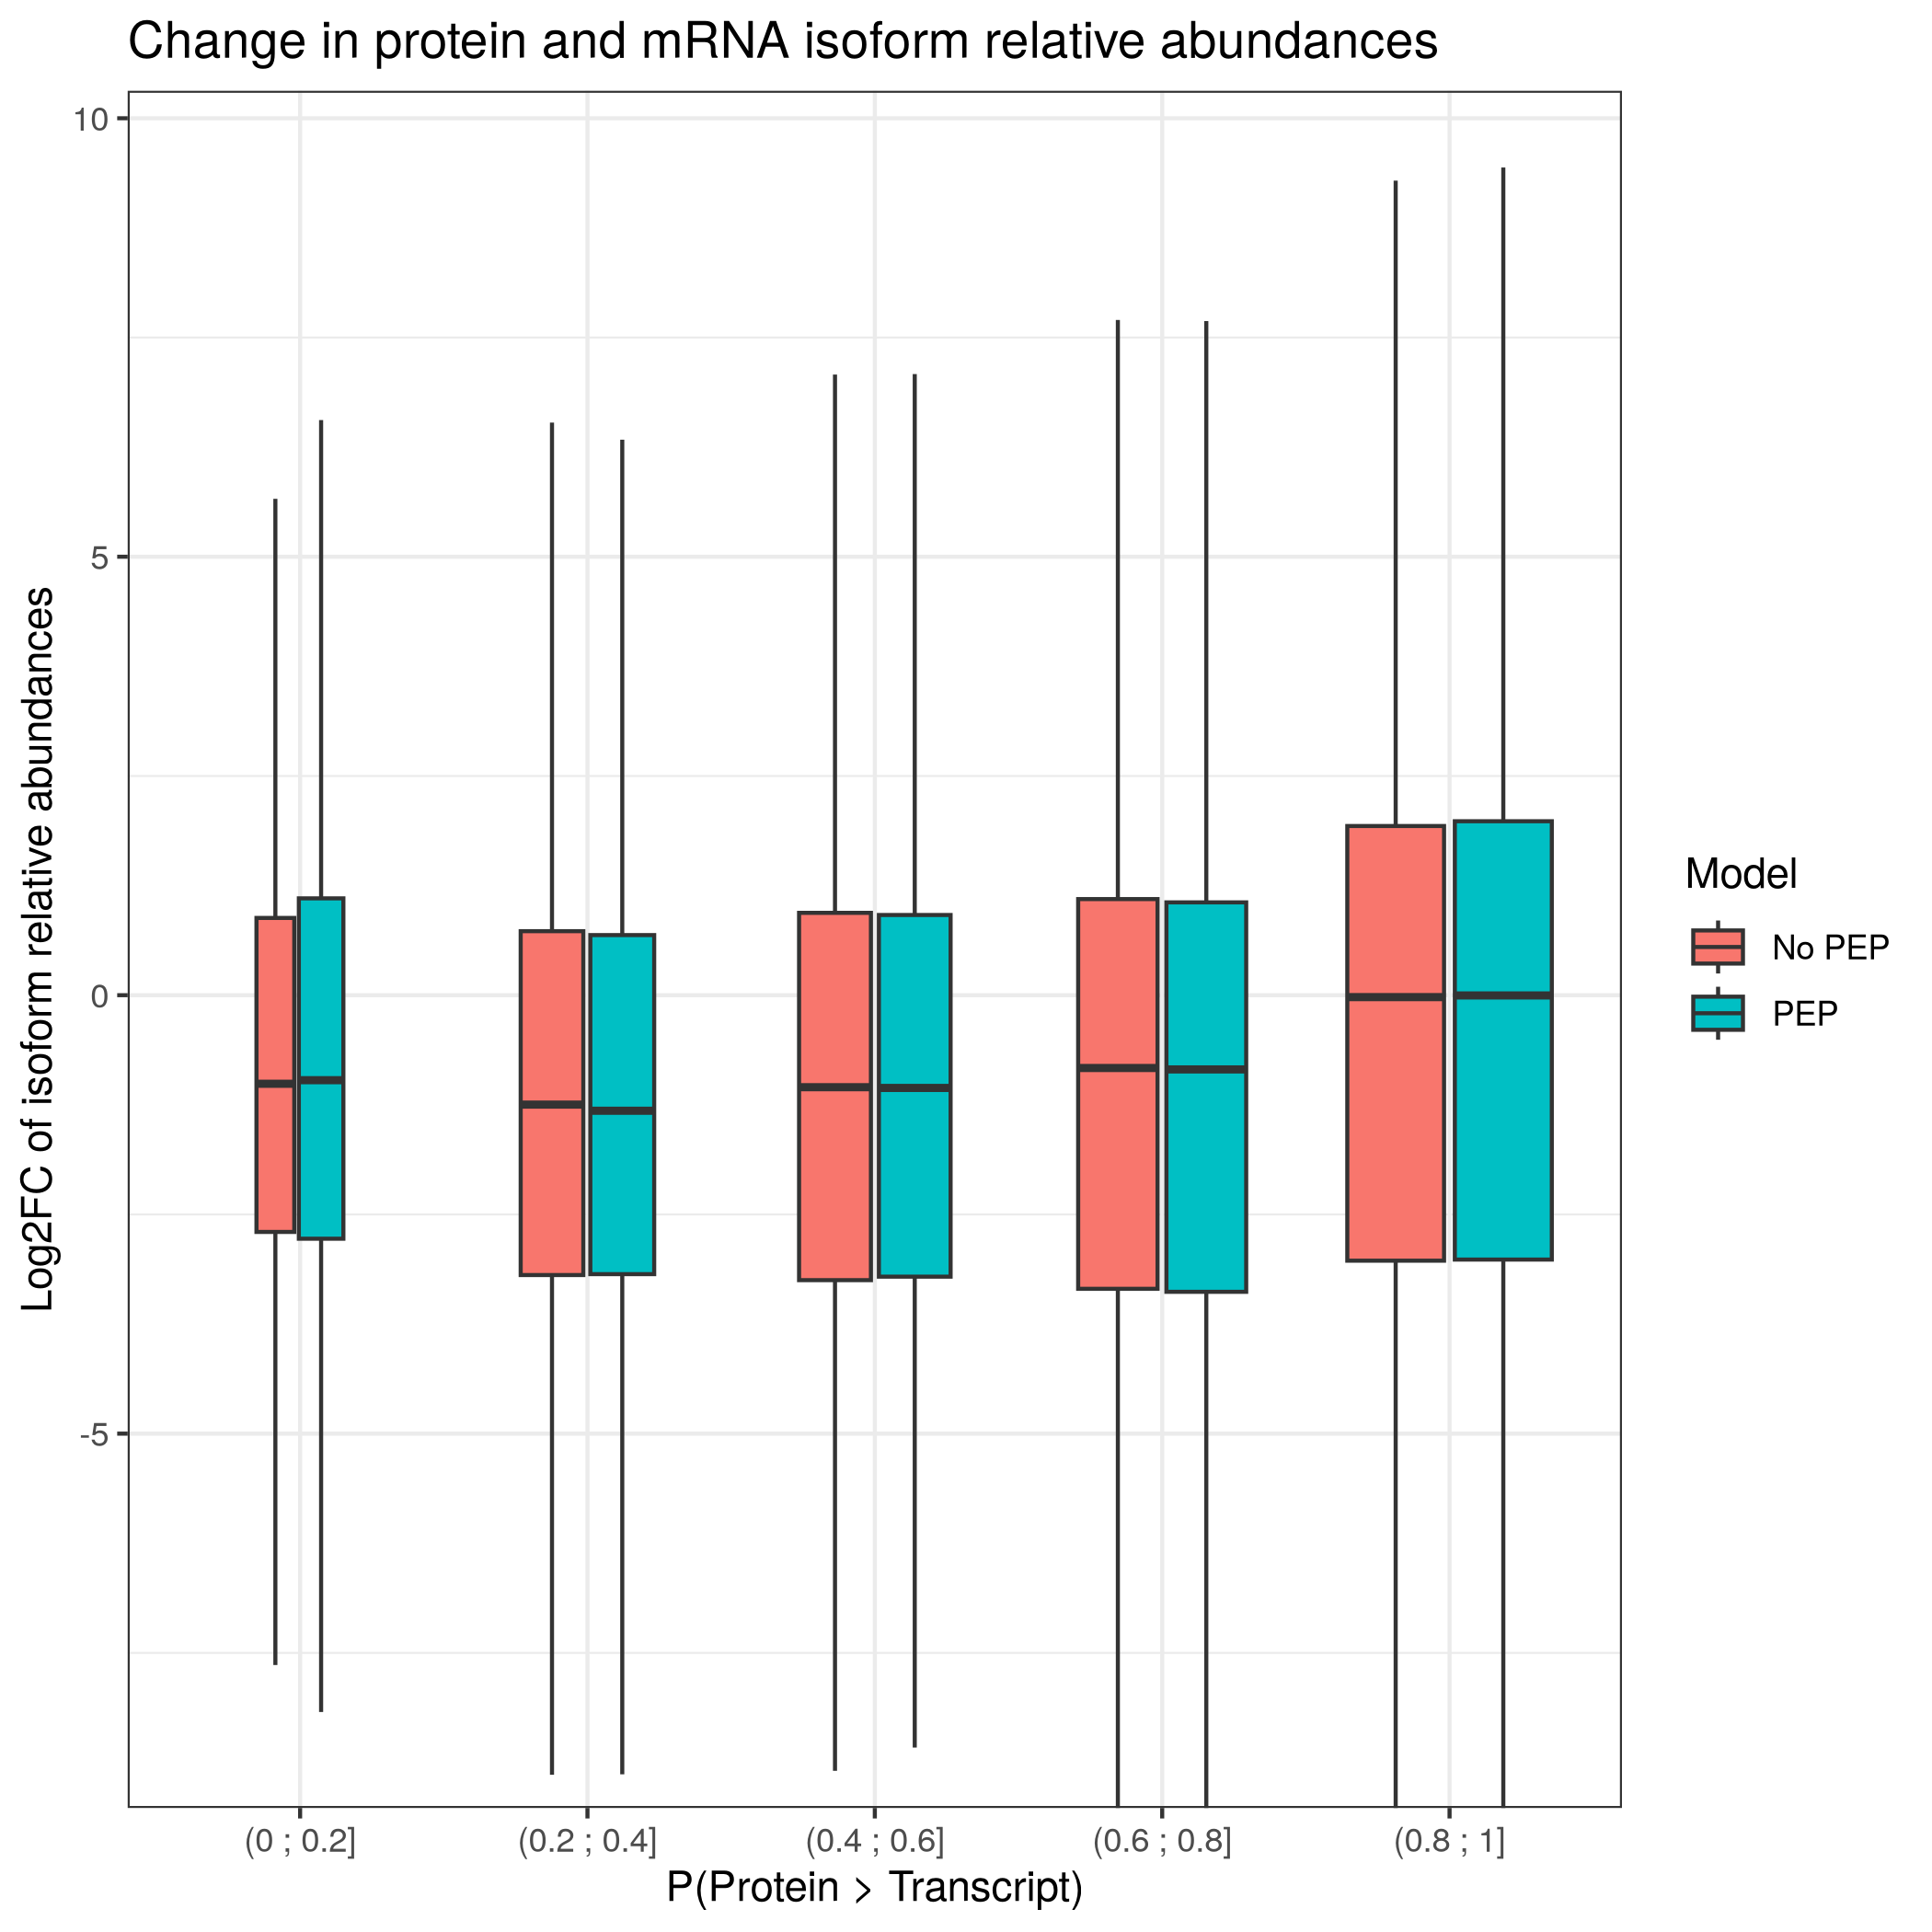 Change in protein and mRNA isoform relative abundances
Log2FC of isoform relative abundances
10
5
0
-5
(0 ; 0.2]
(0.2 ; 0.4]
(0.4 ; 0.6]
(0.6 ; 0.8]
(0.8 ; 1]
P(Protein > Transcript)
Model
No PEP
PEP